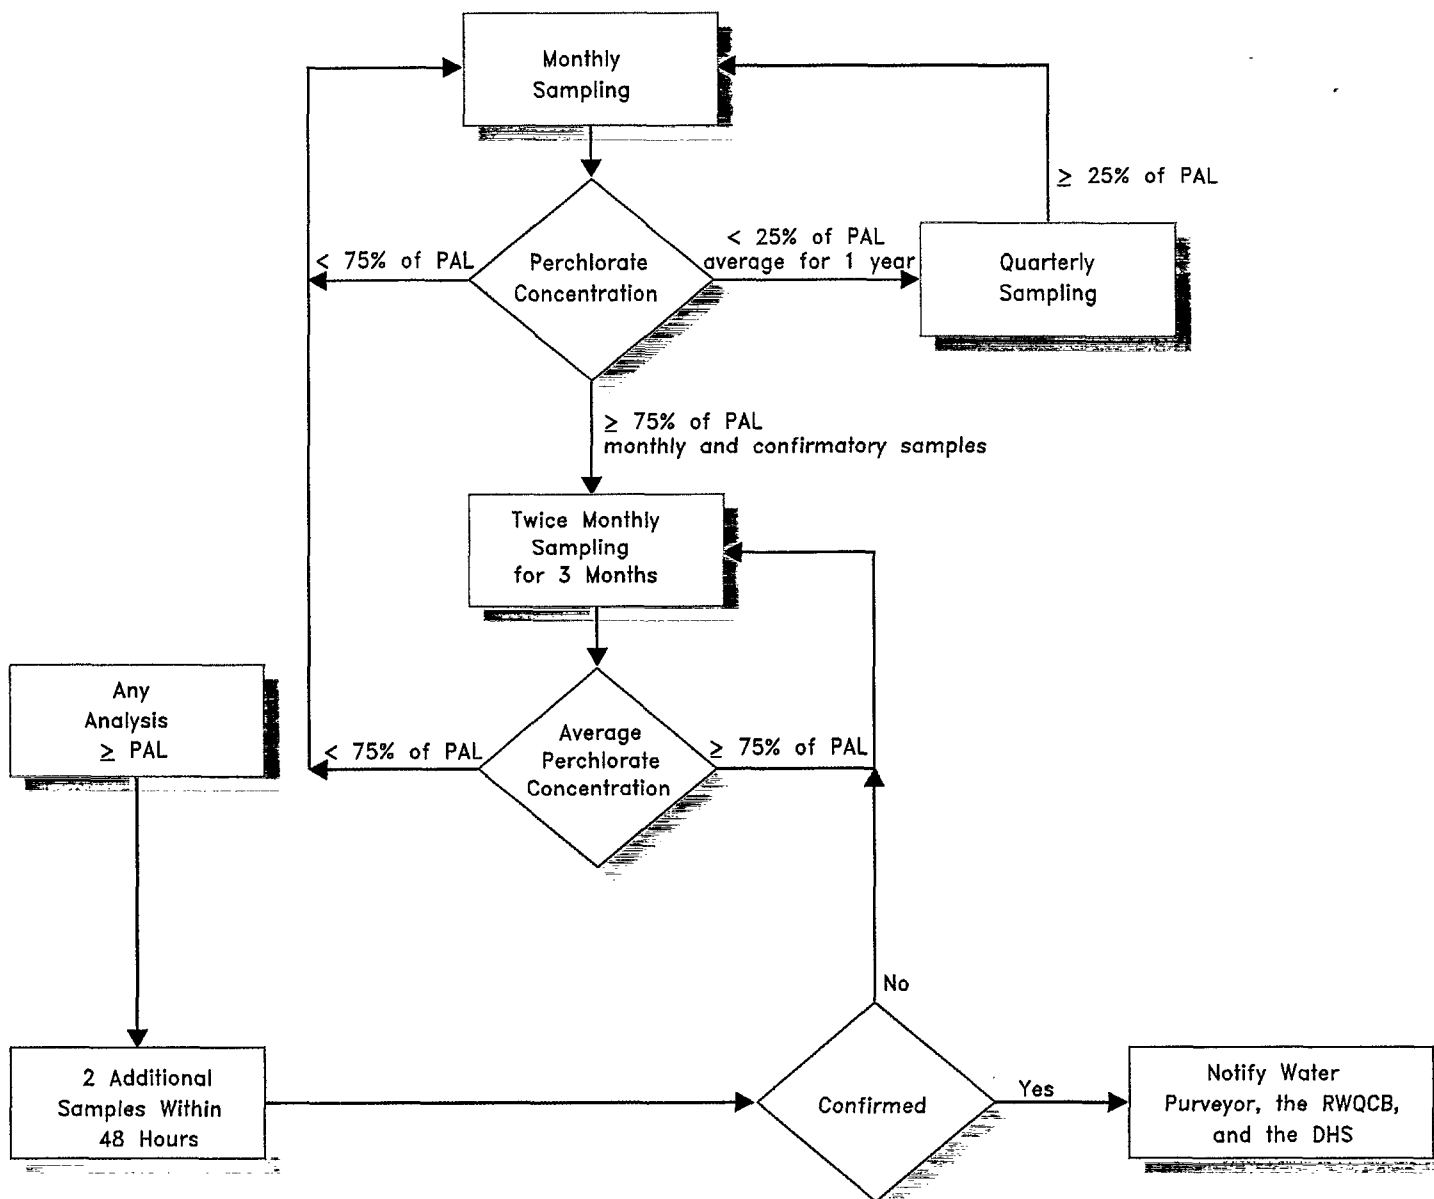 Monthly
Sampling
≥ 25% of PAL
< 75% of PAL
Perchlorate
Concentration
< 25% of PAL
average for 1 year
Quarterly
Sampling
≥ 75% of PAL
monthly and confirmatory samples
Twice Monthly
Sampling
for 3 Months
Any
Analysis
≥ PAL
< 75% of PAL
Average
Perchlorate
Concentration
≥ 75% of PAL
No
2 Additional
Samples Within
48 Hours
Confirmed
Yes
Notify Water
Purveyor, the RWQCB,
and the DHS